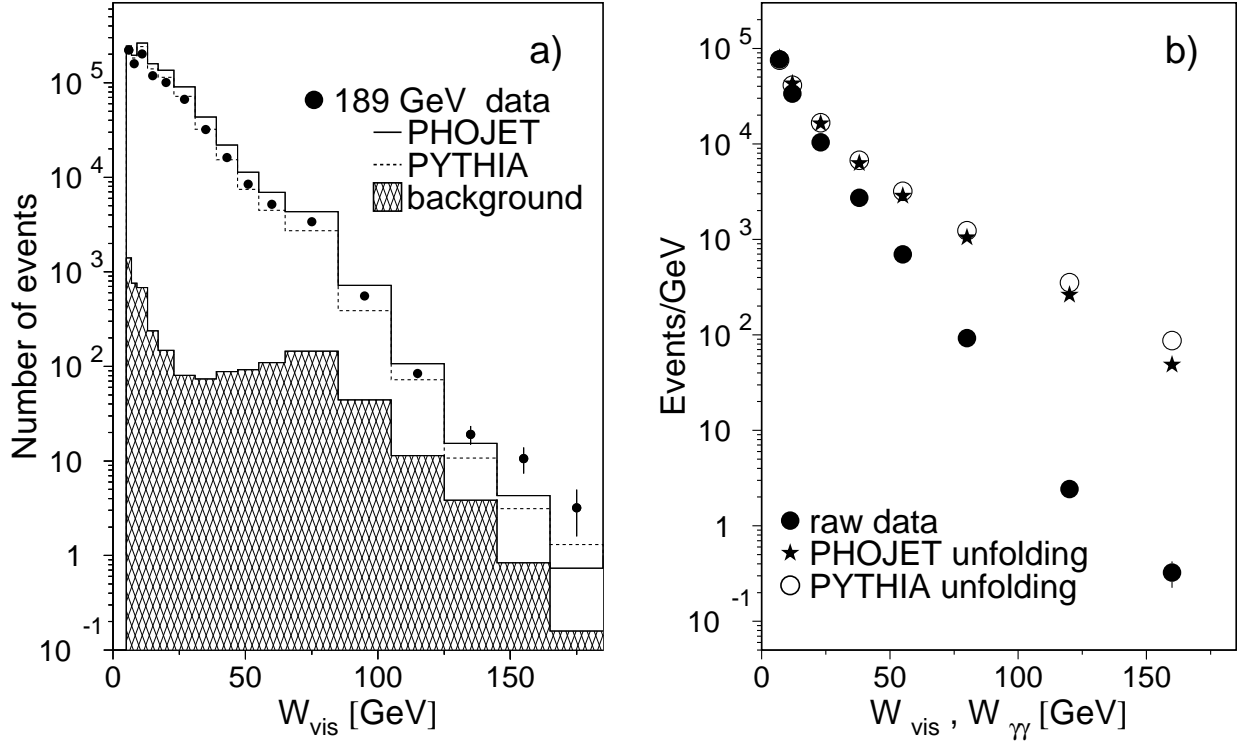 a)
189 GeV data
PHOJET
PYTHIA
background
Number of events
10^5
10^4
10^3
10^2
10
1
10^-1
0 50 100 150
W_vis [GeV]
b)
Events/GeV
10^5
10^4
10^3
10^2
10
1
10^-1
raw data
PHOJET unfolding
PYTHIA unfolding
0 50 100 150
W_vis , W_γγ [GeV]